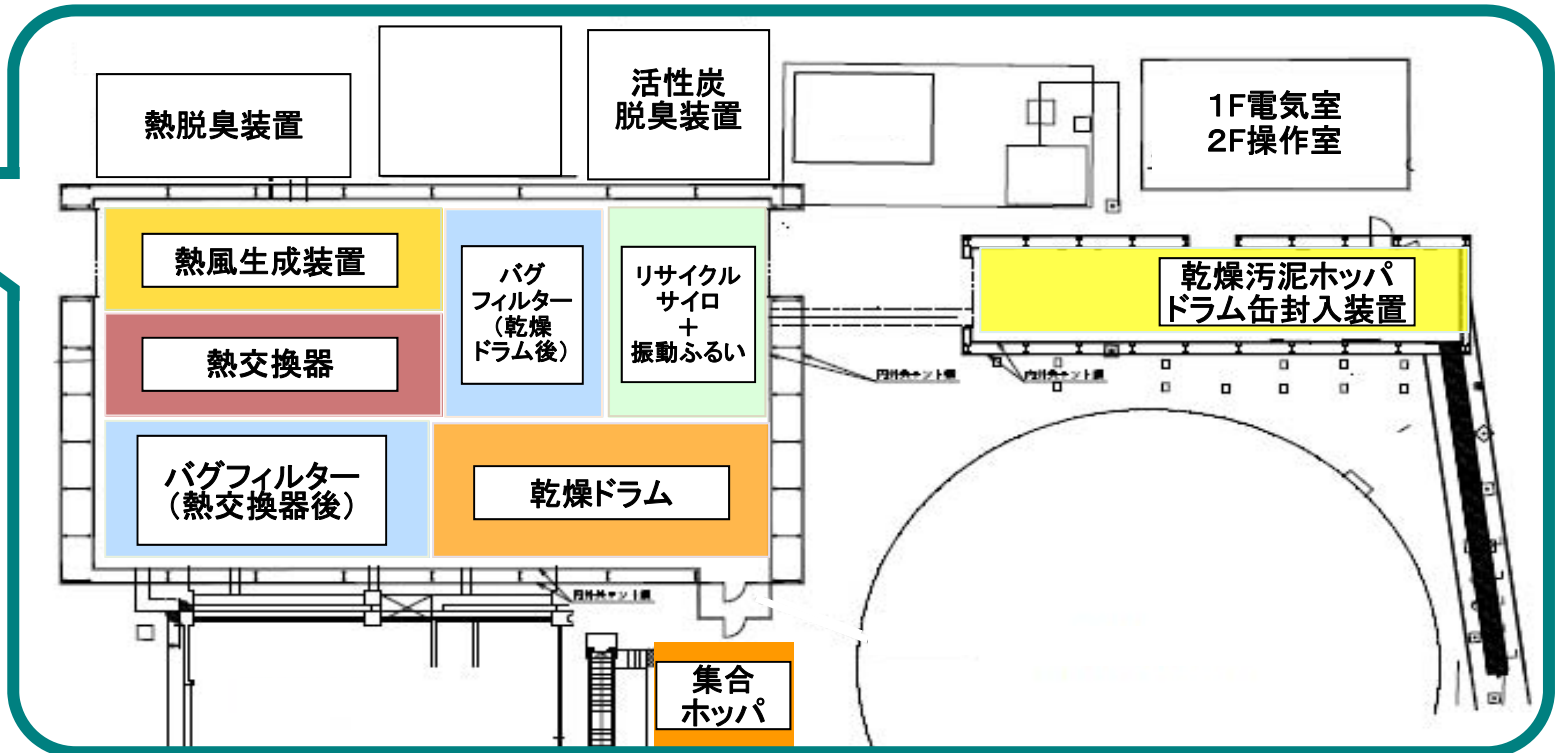 熱脱臭装置
活性炭
脱臭装置
1F電気室
2F操作室
熱風生成装置
バグ
フィルター
（乾燥
ドラム後）
リサイクル
サイロ
＋
振動ふるい
乾燥汚泥ホッパ
ドラム缶封入装置
熱交換器
バグフィルター
（熱交換器後）
乾燥ドラム
集合
ホッパ